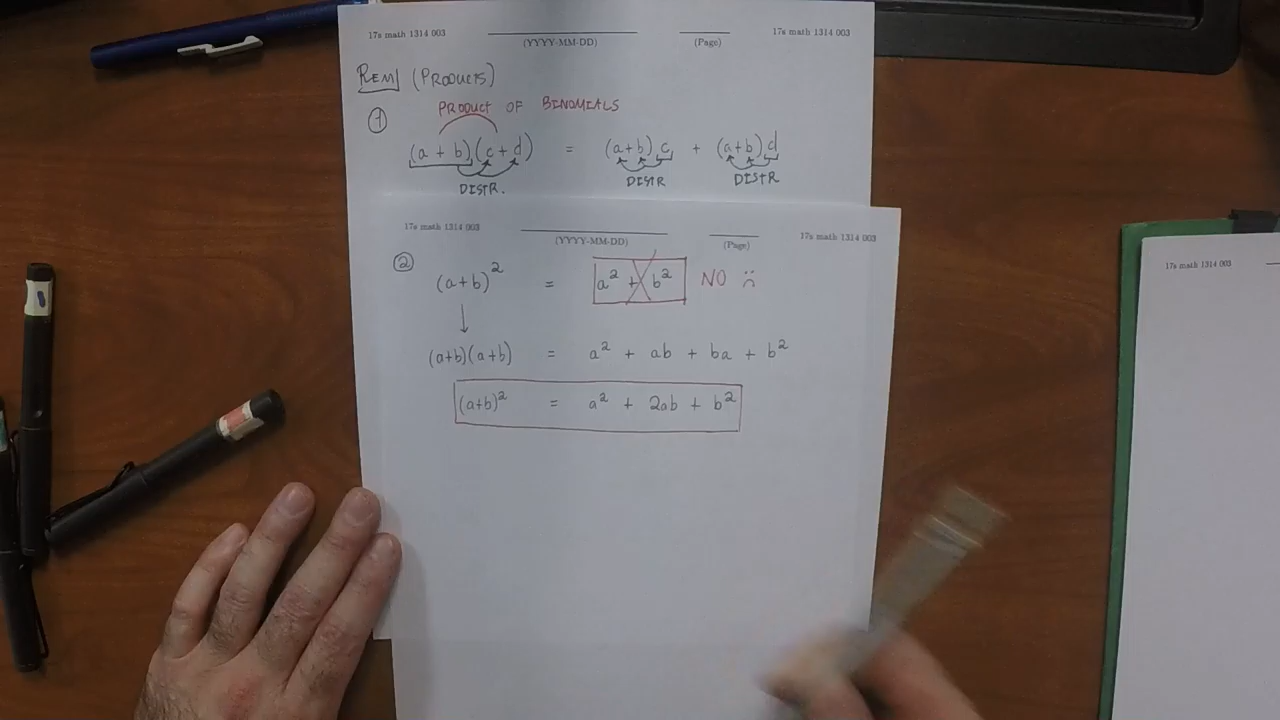 17s math 1314 003 (YYYY-MM-DD) (Page) 17s math 1314 003
REM (PRODUCTS)
PRODUCT OF BINOMIALS
① (a + b)(c + d) = (a+b)c + (a+b)d
DISTR. DISTR DISTR
17s math 1314 003 (YYYY-MM-DD) (Page) 17s math 1314 003
② (a+b)² = a² + b² NO :(
(a+b)(a+b) = a² + ab + ba + b²
(a+b)² = a² + 2ab + b²
17s math 1314 003